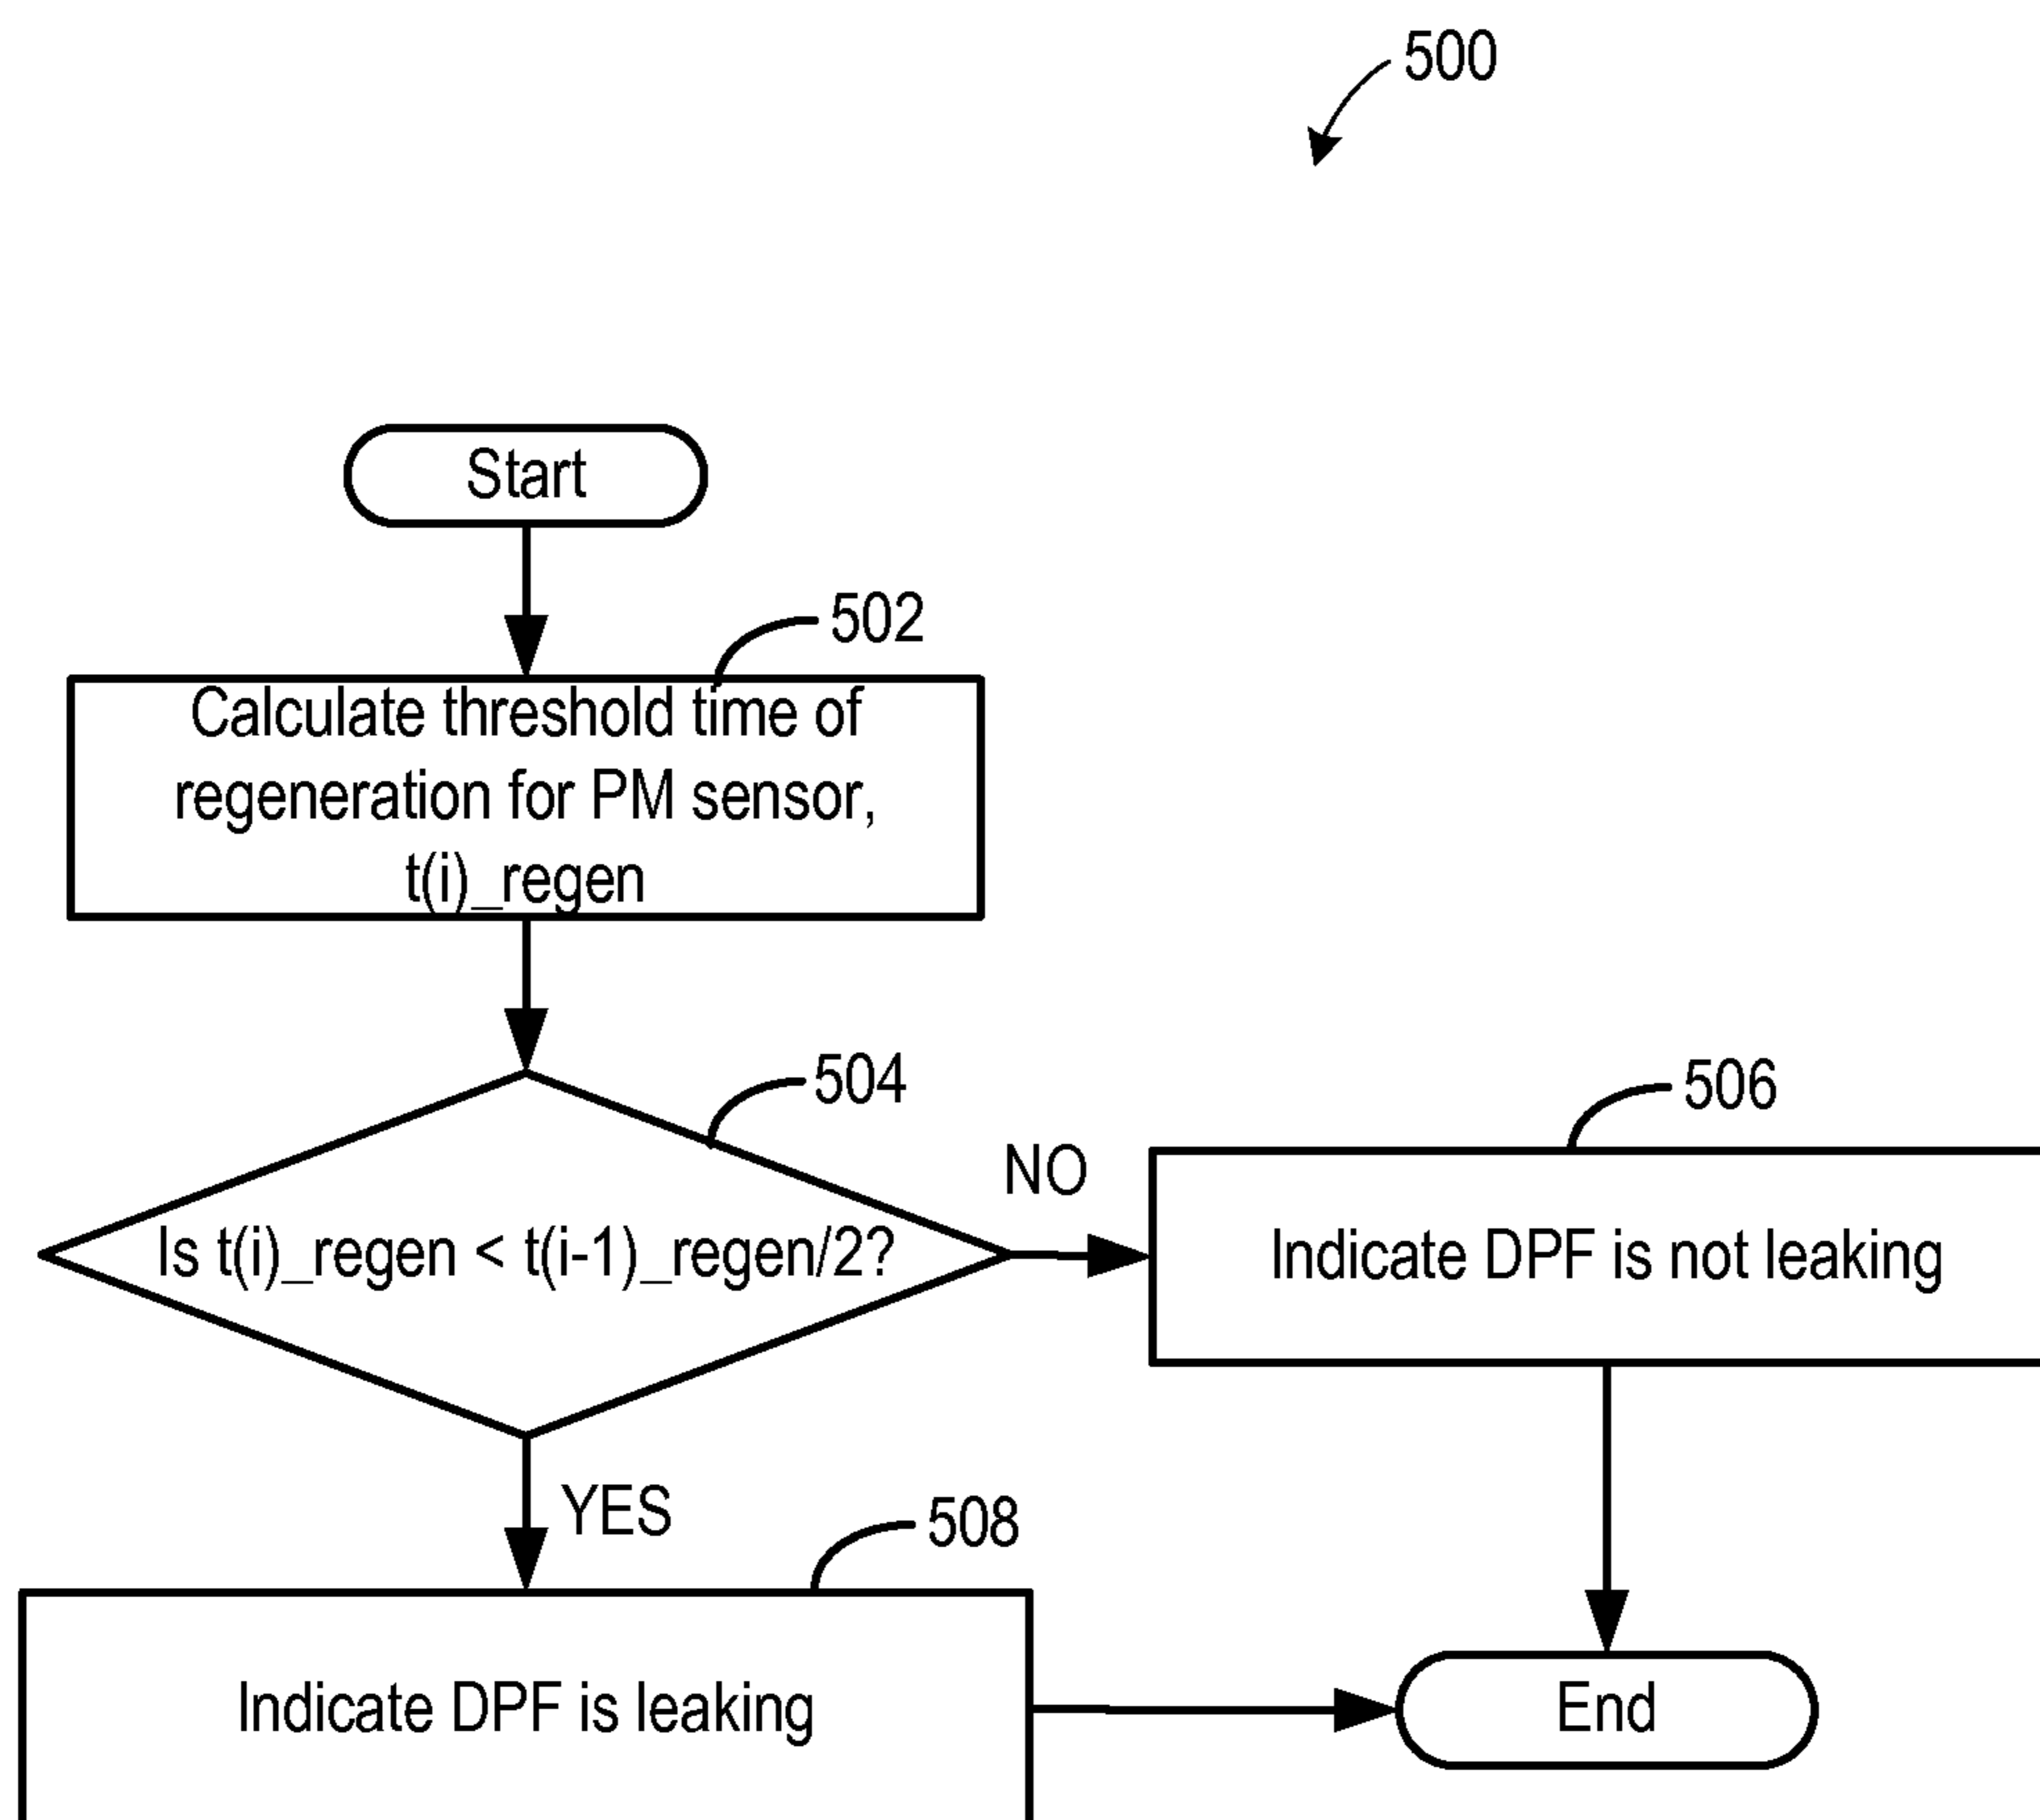 500
Start
502
Calculate threshold time of
regeneration for PM sensor,
t(i)_regen
504
Is t(i)_regen < t(i-1)_regen/2?
NO
506
Indicate DPF is not leaking
YES
508
Indicate DPF is leaking
End